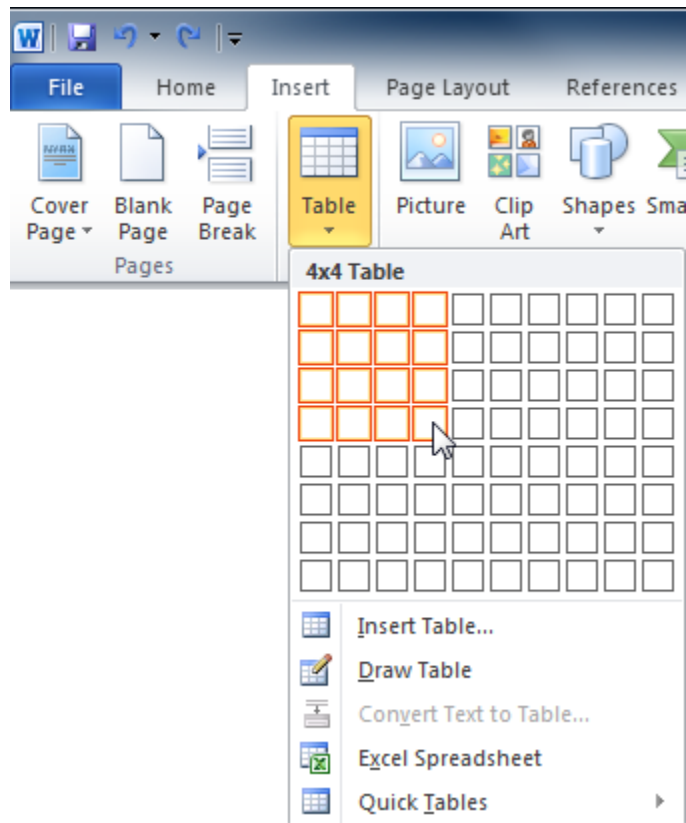 W
File Home Insert Page Layout References
Cover Page Blank Page Page Break Table Picture Clip Art Shapes Sma
Pages
4x4 Table
Insert Table...
Draw Table
Convert Text to Table...
Excel Spreadsheet
Quick Tables